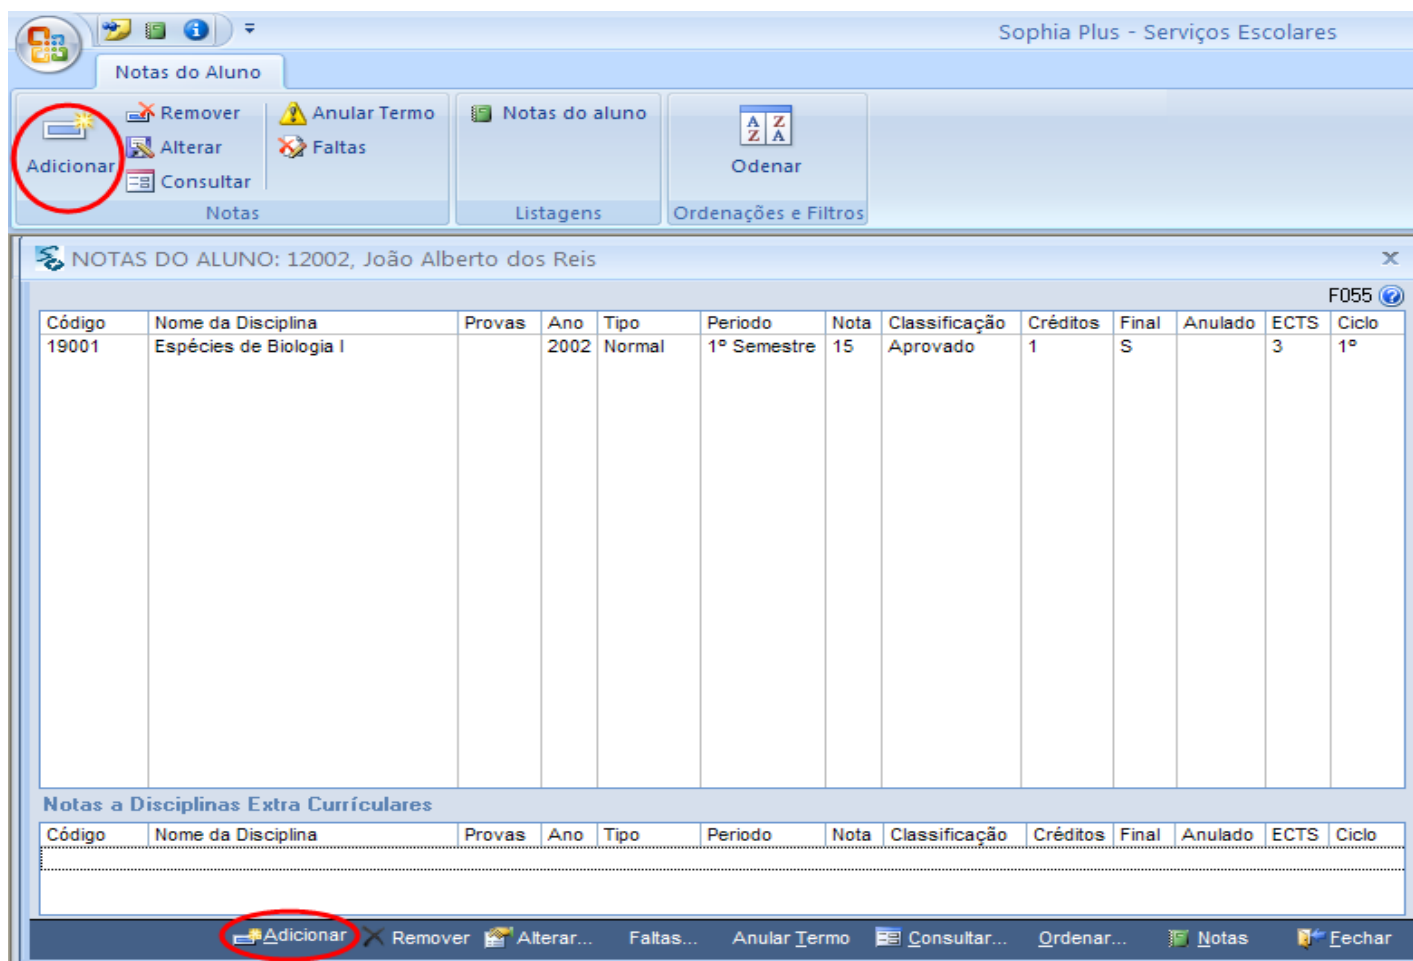 Sophia Plus - Serviços Escolares
Notas do Aluno
Adicionar
Remover
Alterar
Consultar
Anular Termo
Faltas
Notas
Notas do aluno
Listagens
Odenar
Ordenações e Filtros
NOTAS DO ALUNO: 12002, João Alberto dos Reis
F055
Código Nome da Disciplina Provas Ano Tipo Periodo Nota Classificação Créditos Final Anulado ECTS Ciclo
19001 Espécies de Biologia I 2002 Normal 1º Semestre 15 Aprovado 1 S 3 1º
Notas a Disciplinas Extra Currículares
Código Nome da Disciplina Provas Ano Tipo Periodo Nota Classificação Créditos Final Anulado ECTS Ciclo
Adicionar Remover Alterar... Faltas... Anular Termo Consultar... Ordenar... Notas Fechar